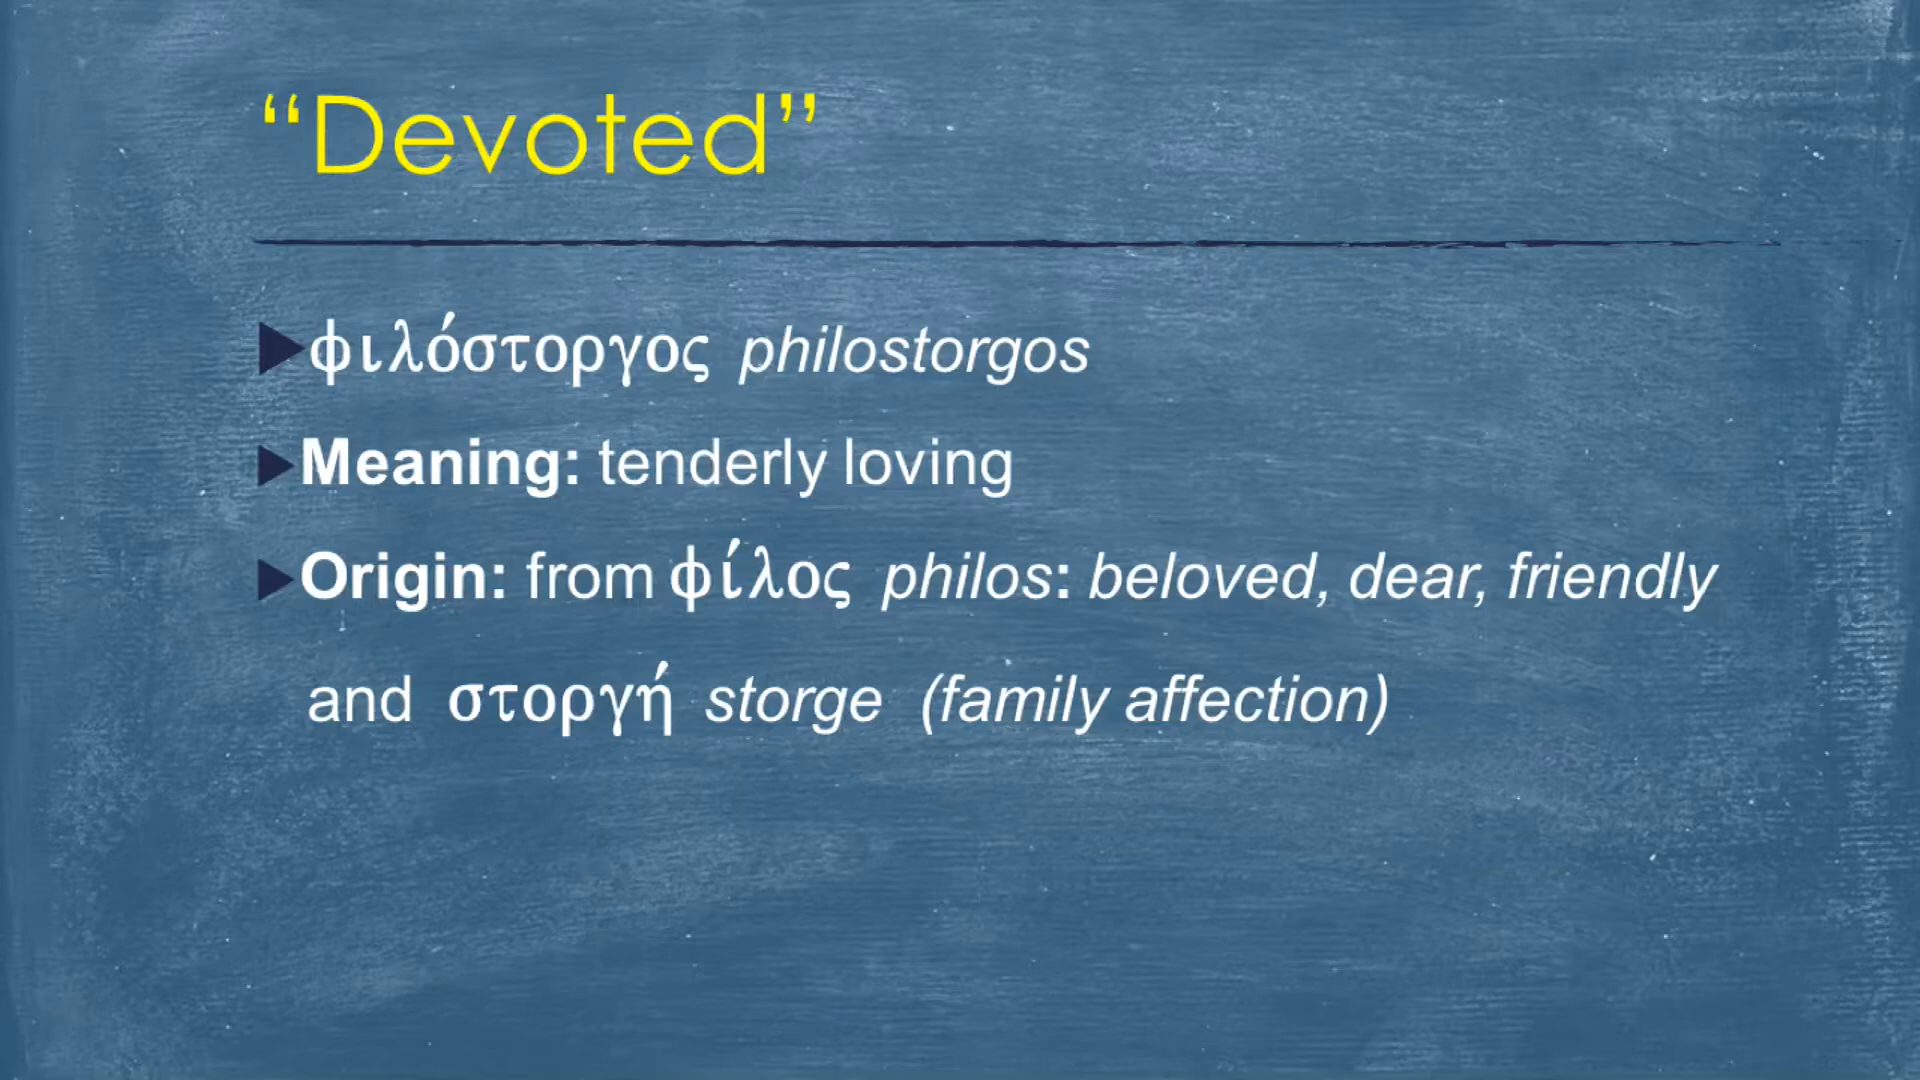 “Devoted”
φιλόστοργος philostorgos
Meaning: tenderly loving
Origin: from φίλος philos: beloved, dear, friendly
and στοργή storge (family affection)